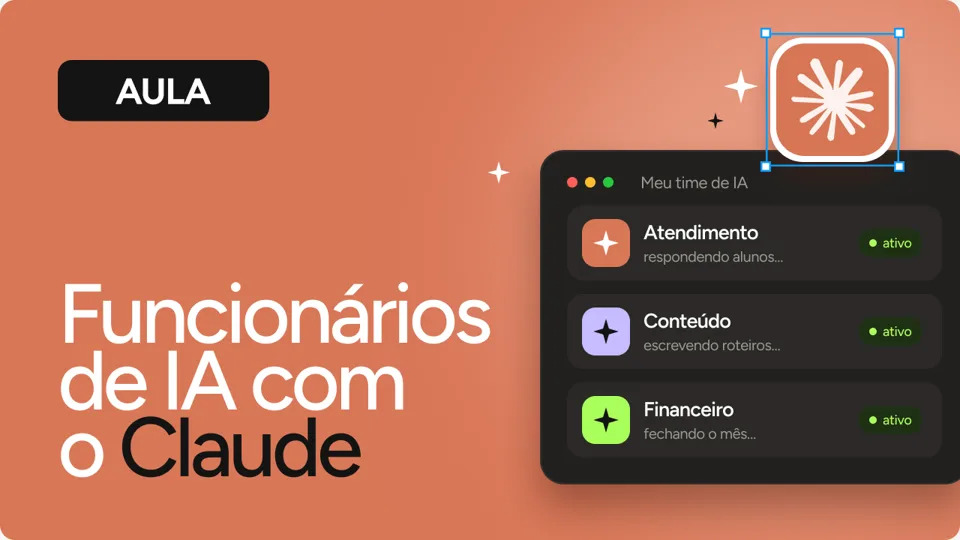 AULA
Funcionários
de IA com
o Claude
Meu time de IA
Atendimento
respondendo alunos...
ativo
Conteúdo
escrevendo roteiros...
ativo
Financeiro
fechando o mês...
ativo